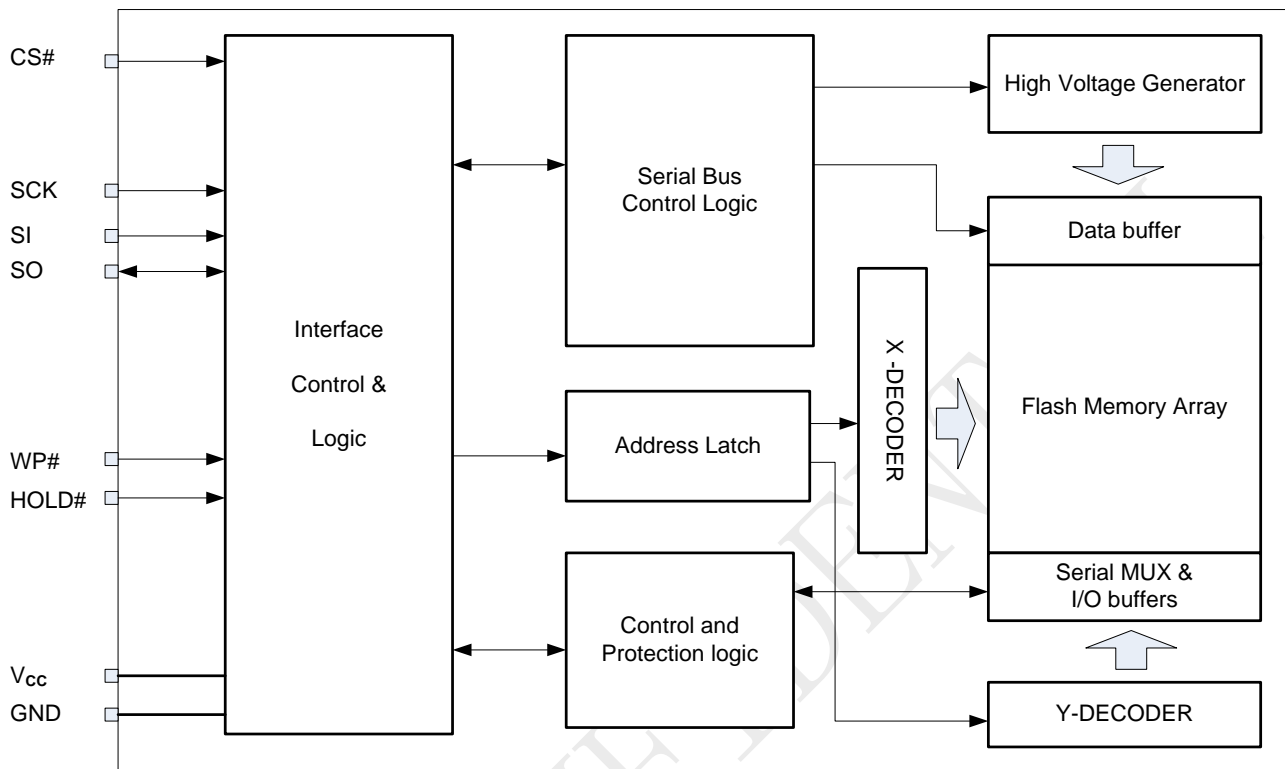 CS#
SCK
SI
SO
WP#
HOLD#
Vcc
GND
Interface
Control &
Logic
Serial Bus
Control Logic
Address Latch
Control and
Protection logic
X -DECODER
High Voltage Generator
Data buffer
Flash Memory Array
Serial MUX &
I/O buffers
Y-DECODER